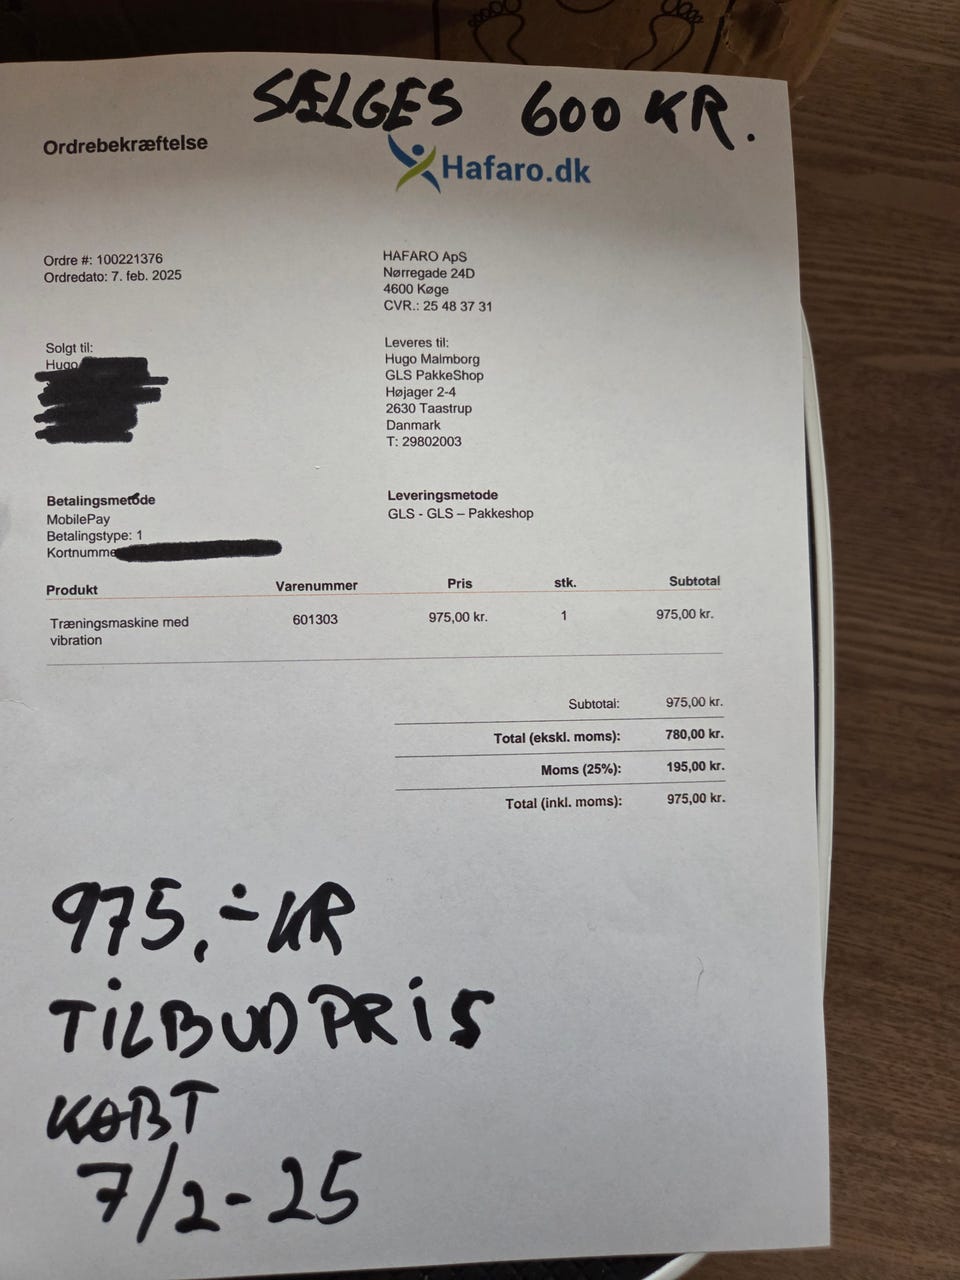 SÆLGES 600 KR.
Ordrebekræftelse
Hafaro.dk
Ordre #: 100221376
Ordredato: 7. feb. 2025
HAFARO ApS
Nørregade 24D
4600 Køge
CVR.: 25 48 37 31
Solgt til:
Hugo
Leveres til:
Hugo Malmborg
GLS PakkeShop
Højager 2-4
2630 Taastrup
Danmark
T: 29802003
Betalingsmetode
MobilePay
Betalingstype: 1
Kortnumme
Leveringsmetode
GLS - GLS – Pakkeshop
Produkt Varenummer Pris stk. Subtotal
Træningsmaskine med 601303 975,00 kr. 1 975,00 kr.
vibration
Subtotal: 975,00 kr.
Total (ekskl. moms): 780,00 kr.
Moms (25%): 195,00 kr.
Total (inkl. moms): 975,00 kr.
975,- KR
TILBUD PRIS
KØBT
7/2-25